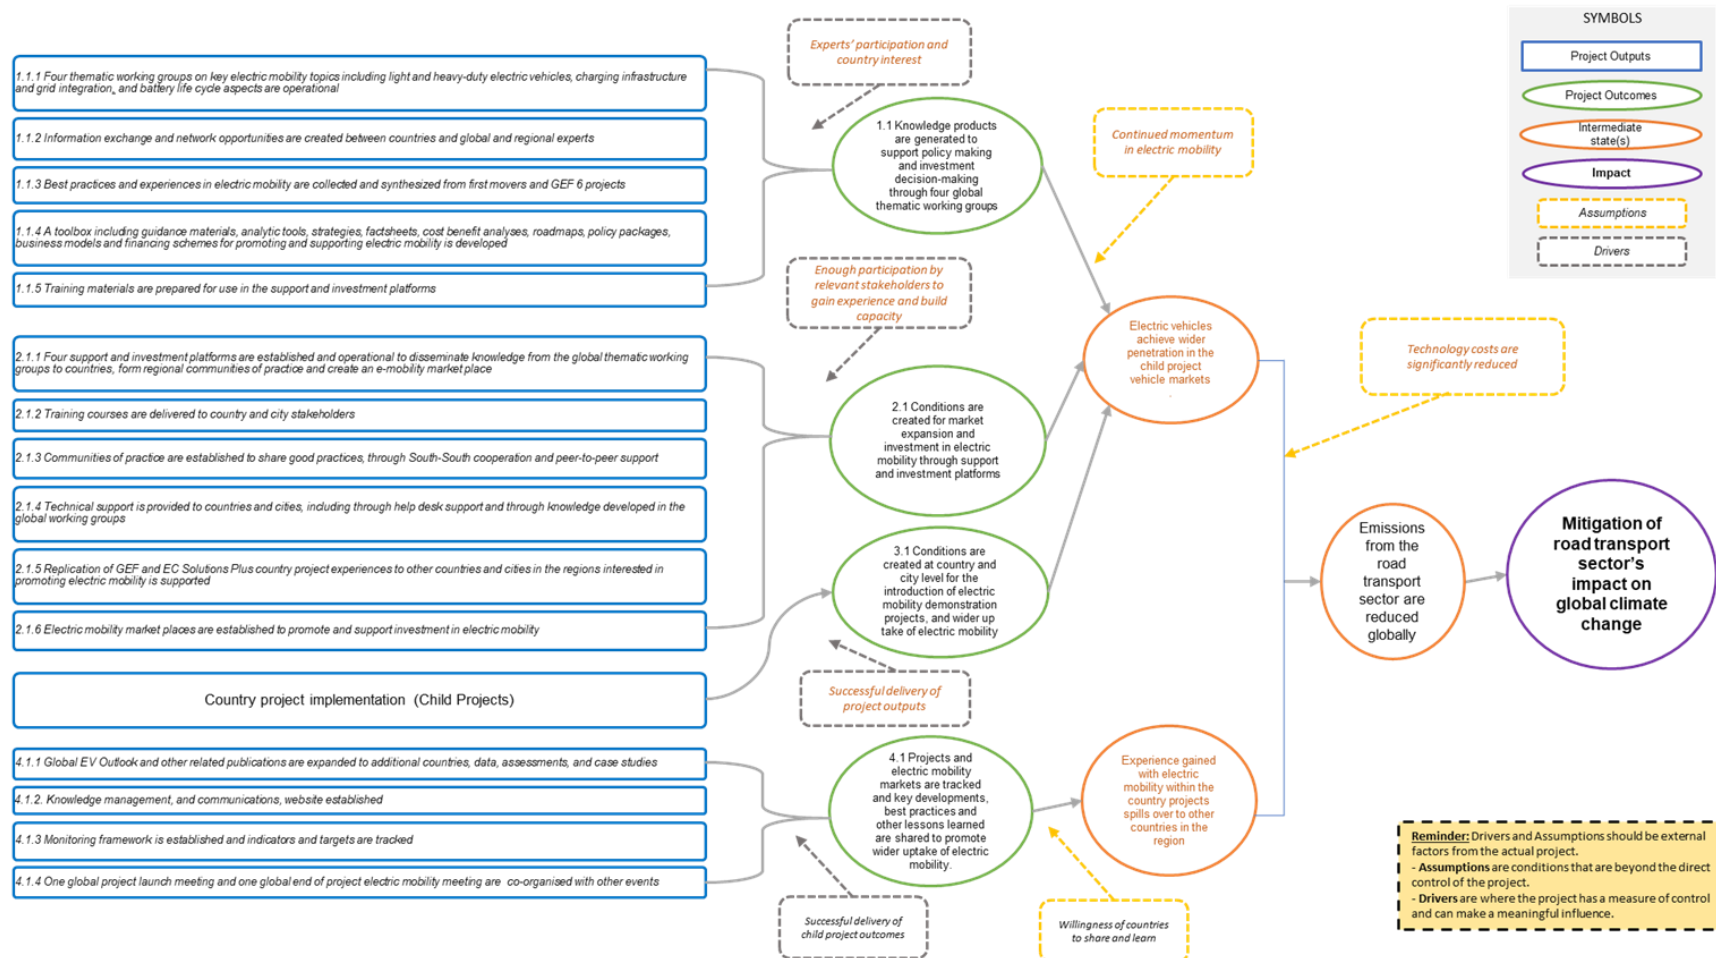 1.1.1 Four thematic working groups on key electric mobility topics including light and heavy-duty electric vehicles, charging infrastructure
and grid integration, and battery life cycle aspects are operational
1.1.2 Information exchange and network opportunities are created between countries and global and regional experts
1.1.3 Best practices and experiences in electric mobility are collected and synthesized from first movers and GEF 6 projects
1.1.4 A toolbox including guidance materials, analytic tools, strategies, factsheets, cost benefit analyses, roadmaps, policy packages,
business models and financing schemes for promoting and supporting electric mobility is developed
1.1.5 Training materials are prepared for use in the support and investment platforms
2.1.1 Four support and investment platforms are established and operational to disseminate knowledge from the global thematic working
groups to countries, form regional communities of practice and create an e-mobility market place
2.1.2 Training courses are delivered to country and city stakeholders
2.1.3 Communities of practice are established to share good practices, through South-South cooperation and peer-to-peer support
2.1.4 Technical support is provided to countries and cities, including through help desk support and through knowledge developed in the
global working groups
2.1.5 Replication of GEF and EC Solutions Plus country project experiences to other countries and cities in the regions interested in
promoting electric mobility is supported
2.1.6 Electric mobility market places are established to promote and support investment in electric mobility
Country project implementation (Child Projects)
4.1.1 Global EV Outlook and other related publications are expanded to additional countries, data, assessments, and case studies
4.1.2. Knowledge management, and communications, website established
4.1.3 Monitoring framework is established and indicators and targets are tracked
4.1.4 One global project launch meeting and one global end of project electric mobility meeting are co-organised with other events
Experts' participation and
country interest
1.1 Knowledge products
are generated to
support policy making
and investment
decision-making
through four global
thematic working groups
Enough participation by
relevant stakeholders to
gain experience and build
capacity
2.1 Conditions are
created for market
expansion and
investment in electric
mobility through support
and investment platforms
3.1 Conditions are
created at country and
city level for the
introduction of electric
mobility demonstration
projects, and wider up
take of electric mobility
Successful delivery of
project outputs
4.1 Projects and
electric mobility
markets are tracked
and key developments,
best practices and
other lessons learned
are shared to promote
wider uptake of electric
mobility.
Successful delivery of
child project outcomes
Continued momentum
in electric mobility
Electric vehicles
achieve wider
penetration in the
child project
vehicle markets
.
Experience gained
with electric
mobility within the
country projects
spills over to other
countries in the
region
Willingness of countries
to share and learn
Technology costs are
significantly reduced
Emissions
from the
road
transport
sector are
reduced
globally
Mitigation of
road transport
sector's
impact on
global climate
change
SYMBOLS
Project Outputs
Project Outcomes
Intermediate
state(s)
Impact
Assumptions
Drivers
Reminder: Drivers and Assumptions should be external
factors from the actual project.
- Assumptions are conditions that are beyond the direct
control of the project.
- Drivers are where the project has a measure of control
and can make a meaningful influence.